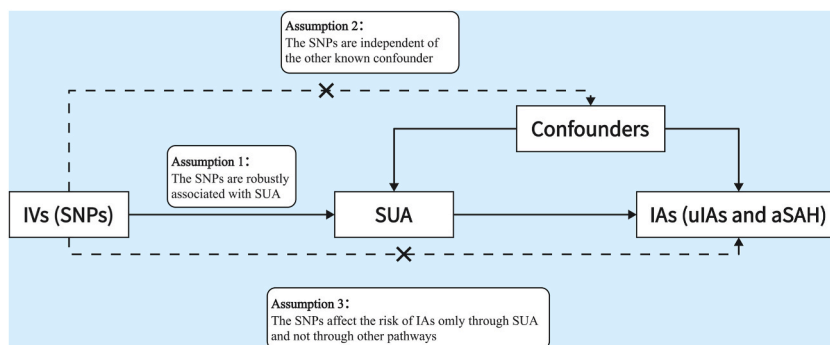 Assumption 2:
The SNPs are independent of
the other known confounder
Confounders
Assumption 1:
The SNPs are robustly
associated with SUA
IVs (SNPs)
SUA
IAs (uIAs and aSAH)
Assumption 3:
The SNPs affect the risk of IAs omly through SUA
and not through other pathways